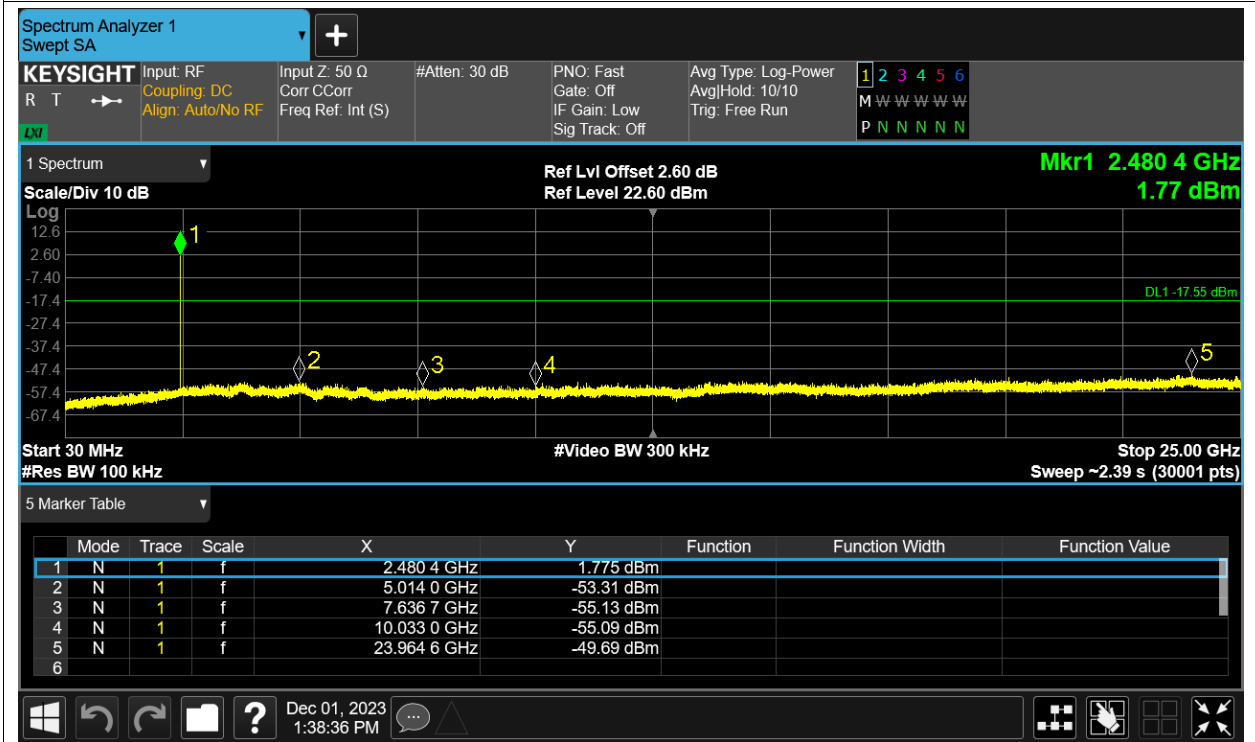 Spectrum Analyzer 1
Swept SA
+
KEYSIGHT
R T
LXI
Input: RF
Coupling: DC
Align: Auto/No RF
Input Z: 50 Ω
Corr CCorr
Freq Ref: Int (S)
#Atten: 30 dB
PNO: Fast
Gate: Off
IF Gain: Low
Sig Track: Off
Avg Type: Log-Power
Avg|Hold: 10/10
Trig: Free Run
1 2 3 4 5 6
M W W W W W
P N N N N N
1 Spectrum
Scale/Div 10 dB
Ref Lvl Offset 2.60 dB
Ref Level 22.60 dBm
Mkr1 2.480 4 GHz
1.77 dBm
Log
12.6
2.60
-7.40
-17.4
-27.4
-37.4
-47.4
-57.4
-67.4
1
2
3
4
5
DL1 -17.55 dBm
Start 30 MHz
#Video BW 300 kHz
Stop 25.00 GHz
#Res BW 100 kHz
Sweep ~2.39 s (30001 pts)
5 Marker Table
Mode Trace Scale X Y Function Function Width Function Value
1 N 1 f 2.480 4 GHz 1.775 dBm
2 N 1 f 5.014 0 GHz -53.31 dBm
3 N 1 f 7.636 7 GHz -55.13 dBm
4 N 1 f 10.033 0 GHz -55.09 dBm
5 N 1 f 23.964 6 GHz -49.69 dBm
6
?
Dec 01, 2023
1:38:36 PM